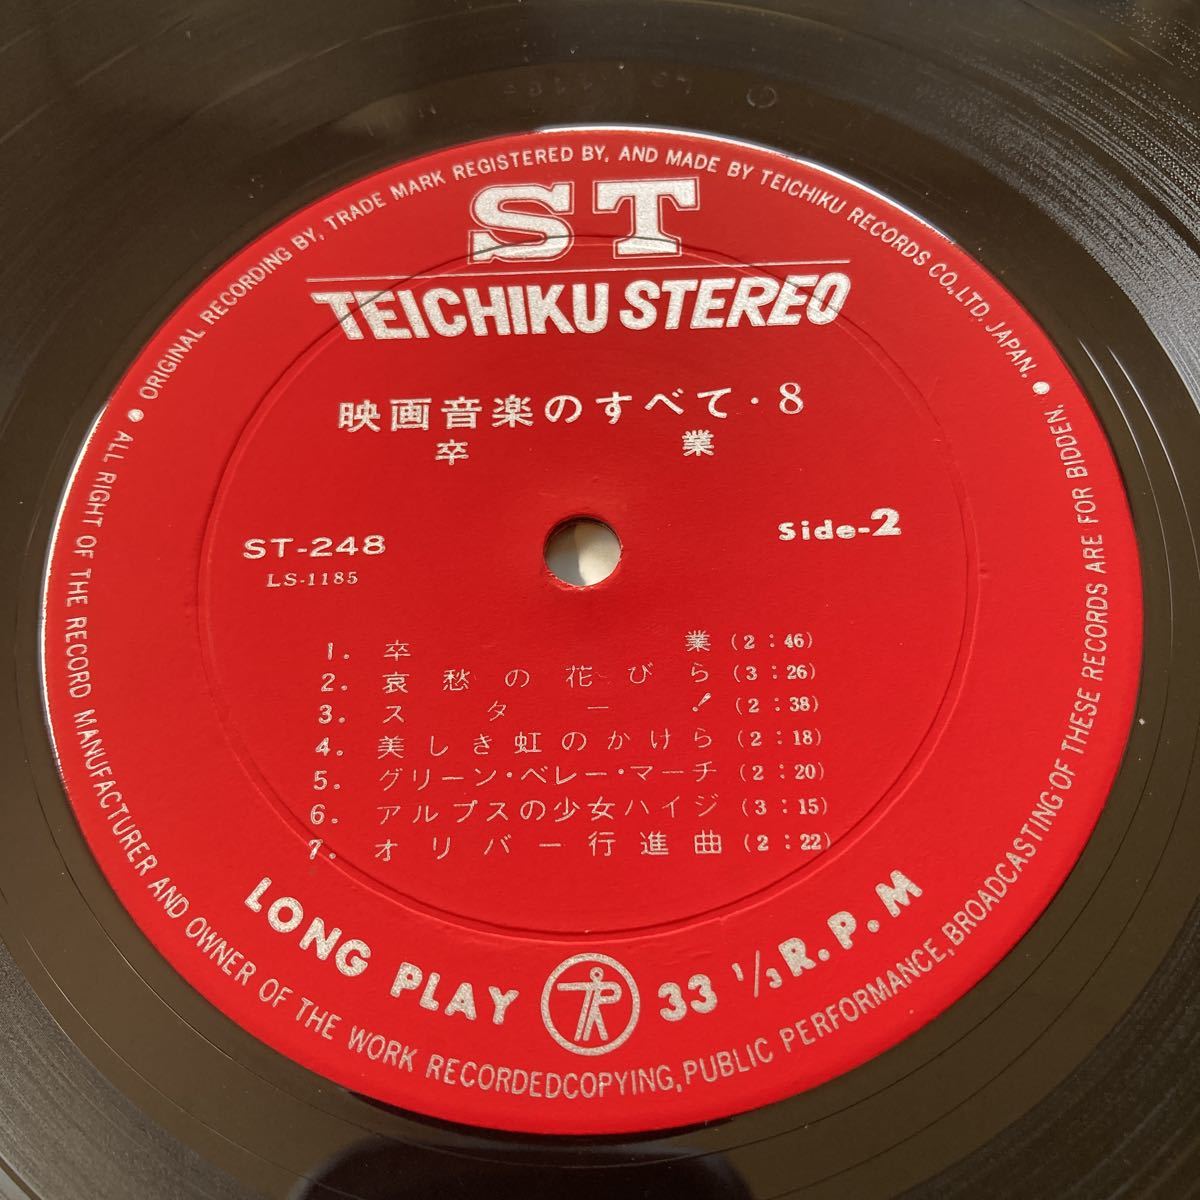 • ORIGINAL RECORDING BY, TRADE MARK REGISTERED BY, AND MADE BY TEICHIKU RECORDS CO., LTD. JAPAN. •
ST
TEICHIKU STEREO
映画音楽のすべて・8
卒業
ST-248
LS-1185
Side-2
1. 卒業 (2:46)
2. 哀愁の花びら (3:26)
3. スター! (2:38)
4. 美しき虹のかけら (2:18)
5. グリーン・ベレー・マーチ (2:20)
6. アルプスの少女ハイジ (3:15)
7. オリバー行進曲 (2:22)
LONG PLAY 33 1/3 R.P.M
ALL RIGHT OF THE RECORD MANUFACTURER AND OWNER OF THE WORK RECORDEDCOPYING, PUBLIC PERFORMANCE, BROADCASTING OF THESE RECORDS ARE FOR BIDDEN.